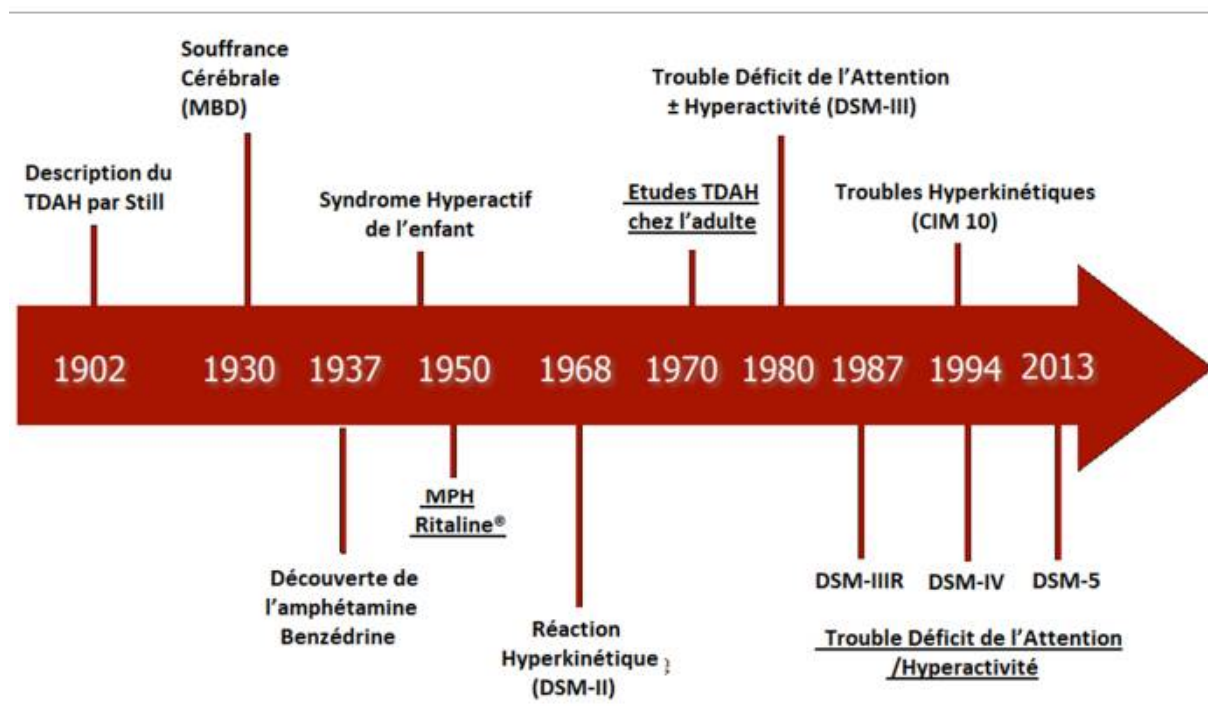 Souffrance
Cérébrale
(MBD)
Trouble Déficit de l’Attention
± Hyperactivité (DSM-III)
Description du
TDAH par Still
Syndrome Hyperactif
de l’enfant
Etudes TDAH
chez l’adulte
Troubles Hyperkinétiques
(CIM 10)
1902 1930 1937 1950 1968 1970 1980 1987 1994 2013
MPH
Ritaline®
Découverte de
l’amphétamine
Benzédrine
Réaction
Hyperkinétique
(DSM-II)
DSM-IIIR DSM-IV DSM-5
Trouble Déficit de l’Attention
/Hyperactivité